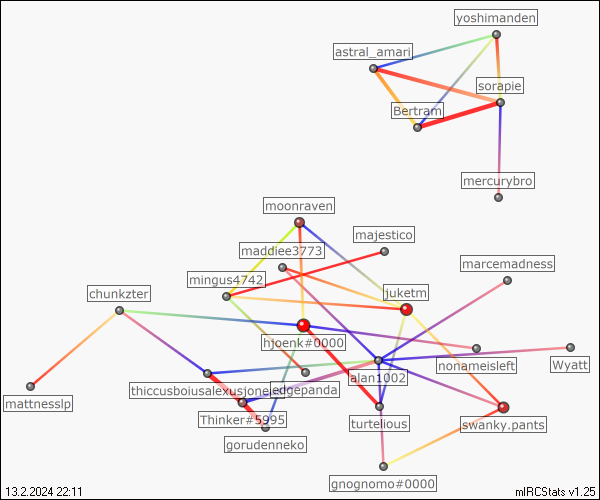 yoshimanden
astral_amari
sorapie
Bertram
mercurybro
moonraven
majestico
maddiee3773
marcemadness
mingus4742
chunkzter
juketm
hjoenk#0000
nonameisleft
Wyatt
alan1002
edgepanda
thiccusboiusalexusjone
mattnesslp
Thinker#5995
turtelious
swanky.pants
gorudenneko
gnognomo#0000
13.2.2024 22:11
mIRCStats v1.25